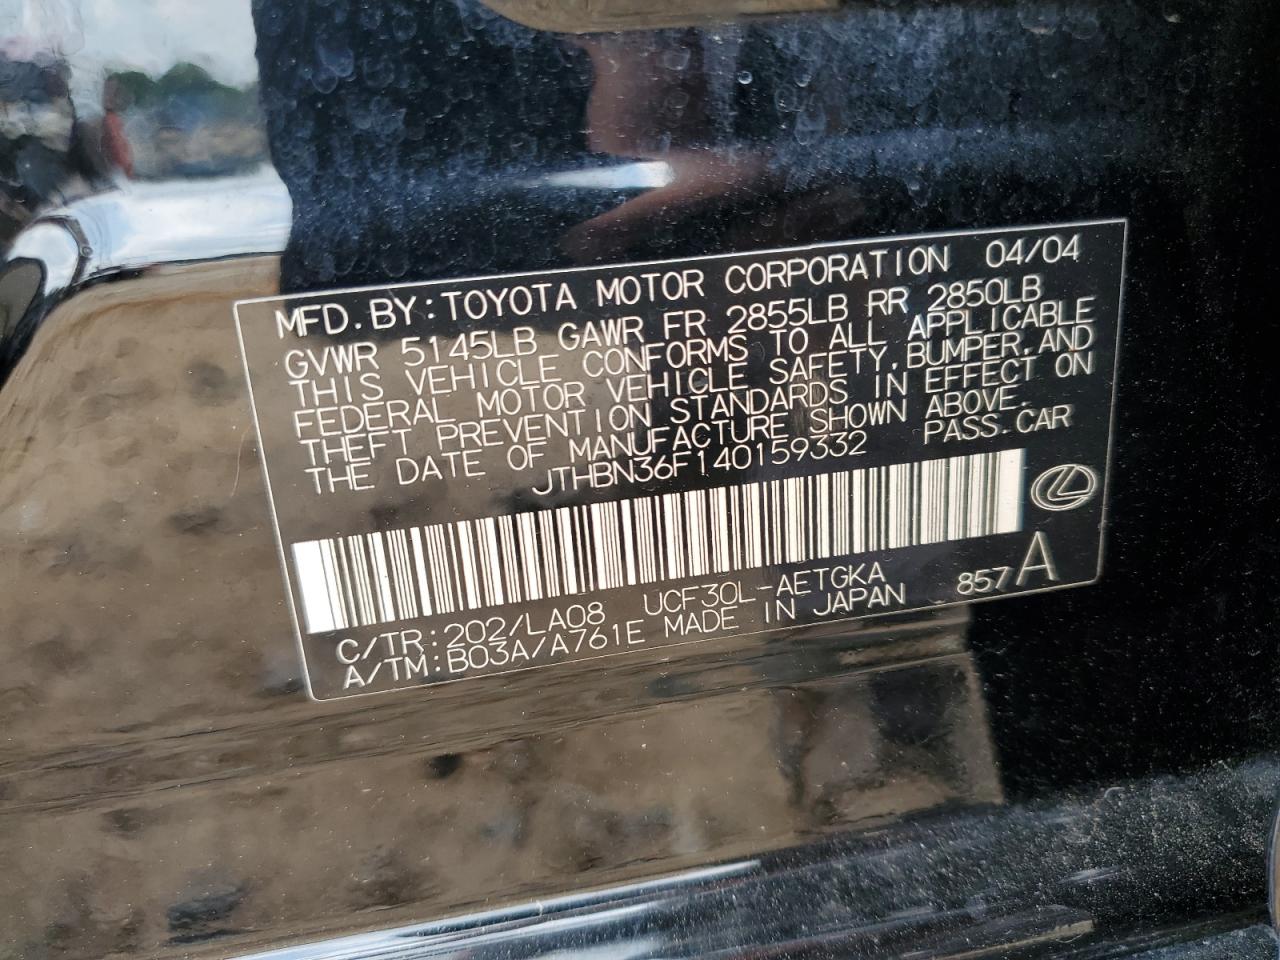 MFD. BY: TOYOTA MOTOR CORPORATION 04/04
GVWR 5145LB GAWR FR 2855LB RR 2850LB
THIS VEHICLE CONFORMS TO ALL APPLICABLE
FEDERAL MOTOR VEHICLE SAFETY, BUMPER, AND
THEFT PREVENTION STANDARDS IN EFFECT ON
THE DATE OF MANUFACTURE SHOWN ABOVE.
JTHBN36F140159332 PASS. CAR
C/TR: 202/LA08 UCF30L-AETGKA 857 A
A/TM: B03A/A761E MADE IN JAPAN